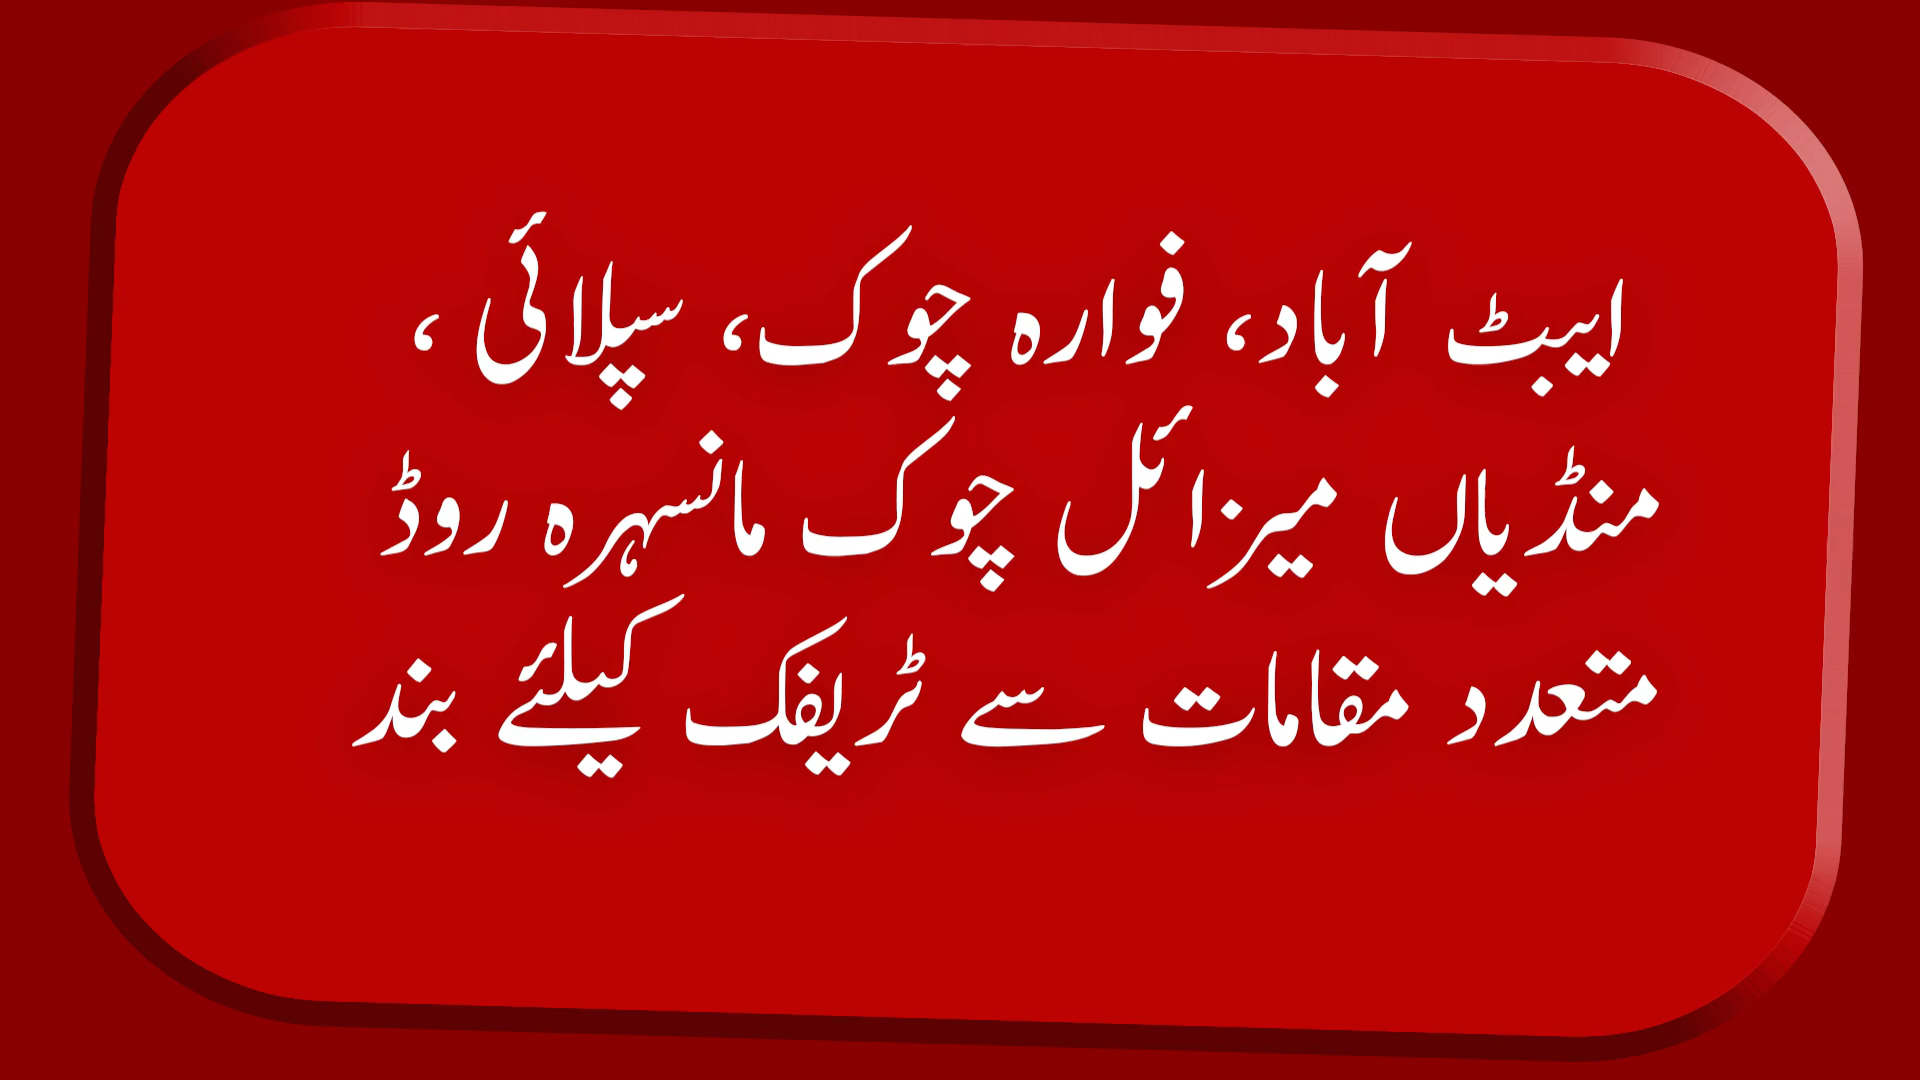 ایبٹ آباد، فوارہ چوک، سپلائی ،
منڈیاں میزائل چوک مانسہرہ روڈ
متعدد مقامات سے ٹریفک کیلئے بند